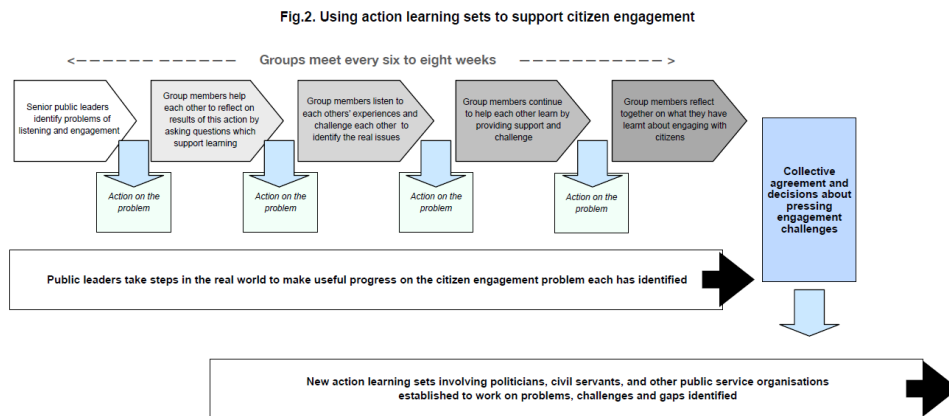 Fig.2. Using action learning sets to support citizen engagement
Groups meet every six to eight weeks
Senior public leaders
identify problems of
listening and engagement
Group members help
each other to reflect on
results of this action by
asking questions which
support learning
Group members listen to
each others' experiences and
challenge each other to
identify the real issues
Group members continue
to help each other learn by
providing support and
challenge
Group members reflect
together on what they have
learnt about engaging with
citizens
Action on the
problem
Action on the
problem
Action on the
problem
Action on the
problem
Collective
agreement and
decisions about
pressing
engagement
challenges
Public leaders take steps in the real world to make useful progress on the citizen engagement problem each has identified
New action learning sets involving politicians, civil servants, and other public service organisations
established to work on problems, challenges and gaps identified